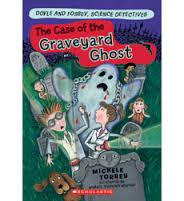 DOYLE AND FOSSEY, SCIENCE DETECTIVES
The Case of the
Graveyard
Ghost
MICHELE
TORREY
SCHOLASTIC